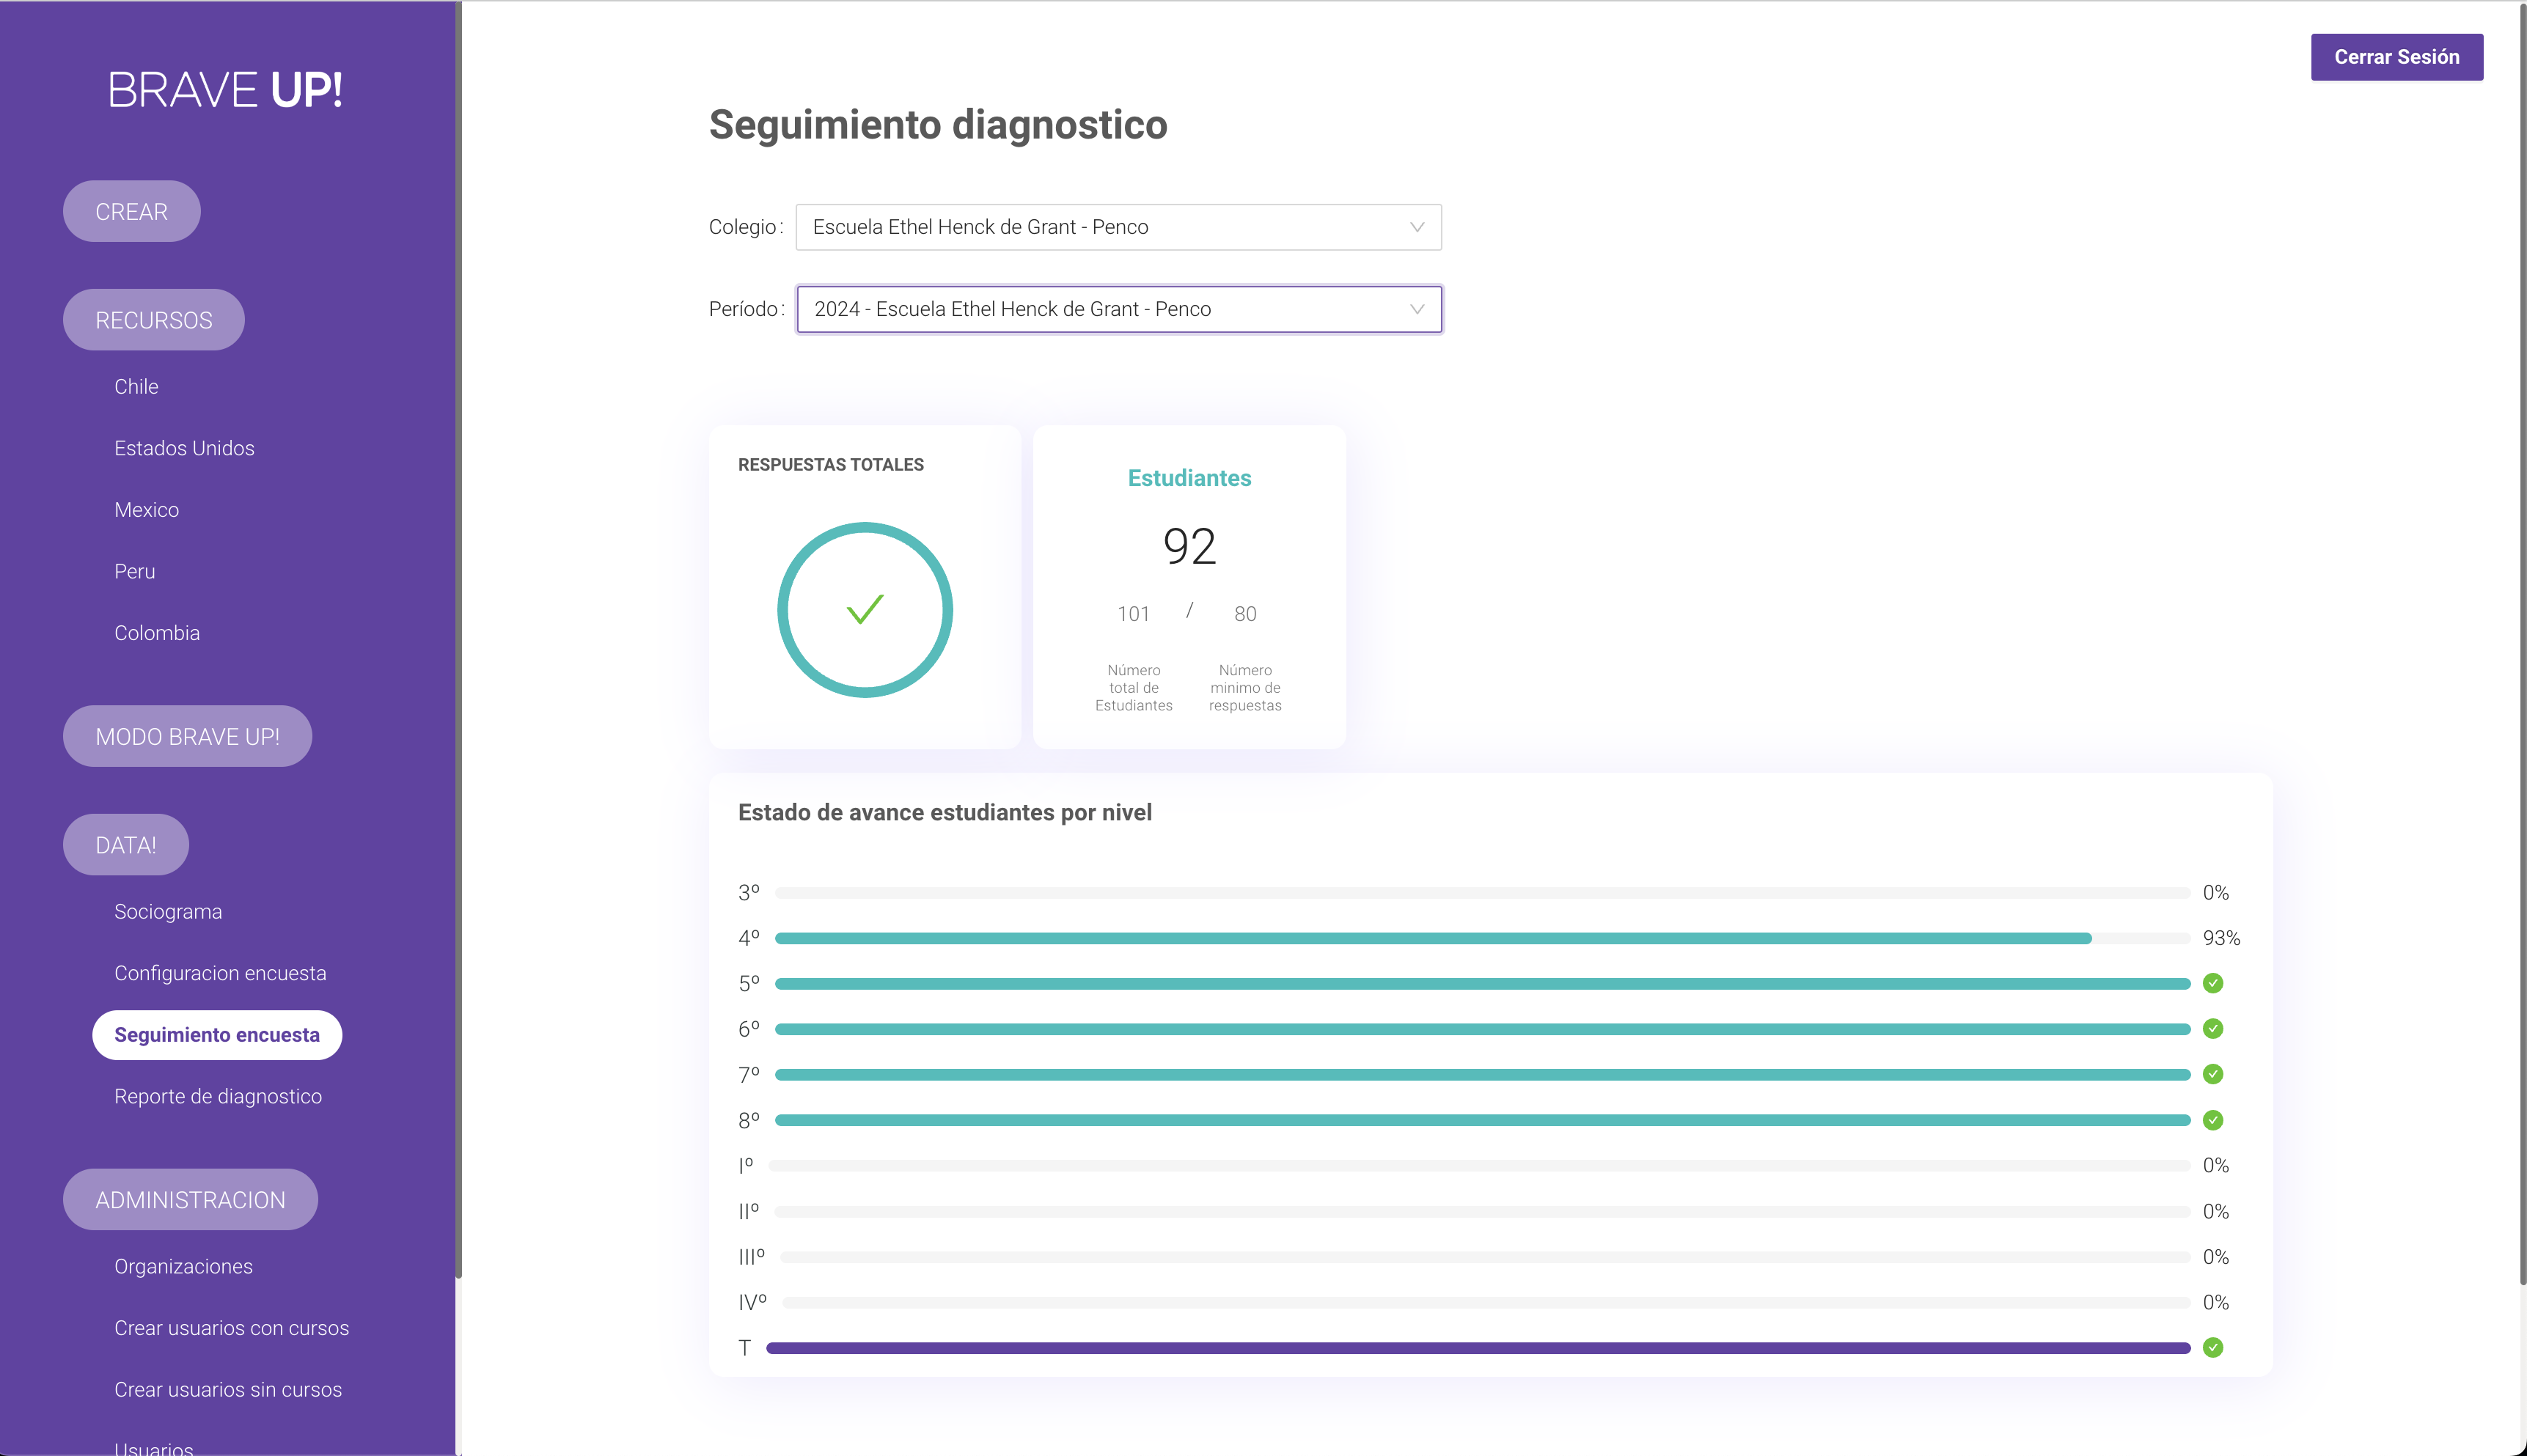 BRAVE UP!
CREAR
RECURSOS
Chile
Estados Unidos
Mexico
Peru
Colombia
MODO BRAVE UP!
DATA!
Sociograma
Configuracion encuesta
Seguimiento encuesta
Reporte de diagnostico
ADMINISTRACION
Organizaciones
Crear usuarios con cursos
Crear usuarios sin cursos
Usuarios
Cerrar Sesión
Seguimiento diagnostico
Colegio: Escuela Ethel Henck de Grant - Penco
Período: 2024 - Escuela Ethel Henck de Grant - Penco
RESPUESTAS TOTALES
Estudiantes
92
101 / 80
Número total de Estudiantes
Número minimo de respuestas
Estado de avance estudiantes por nivel
3º 0%
4º 93%
5º
6º
7º
8º
Iº 0%
IIº 0%
IIIº 0%
IVº 0%
T